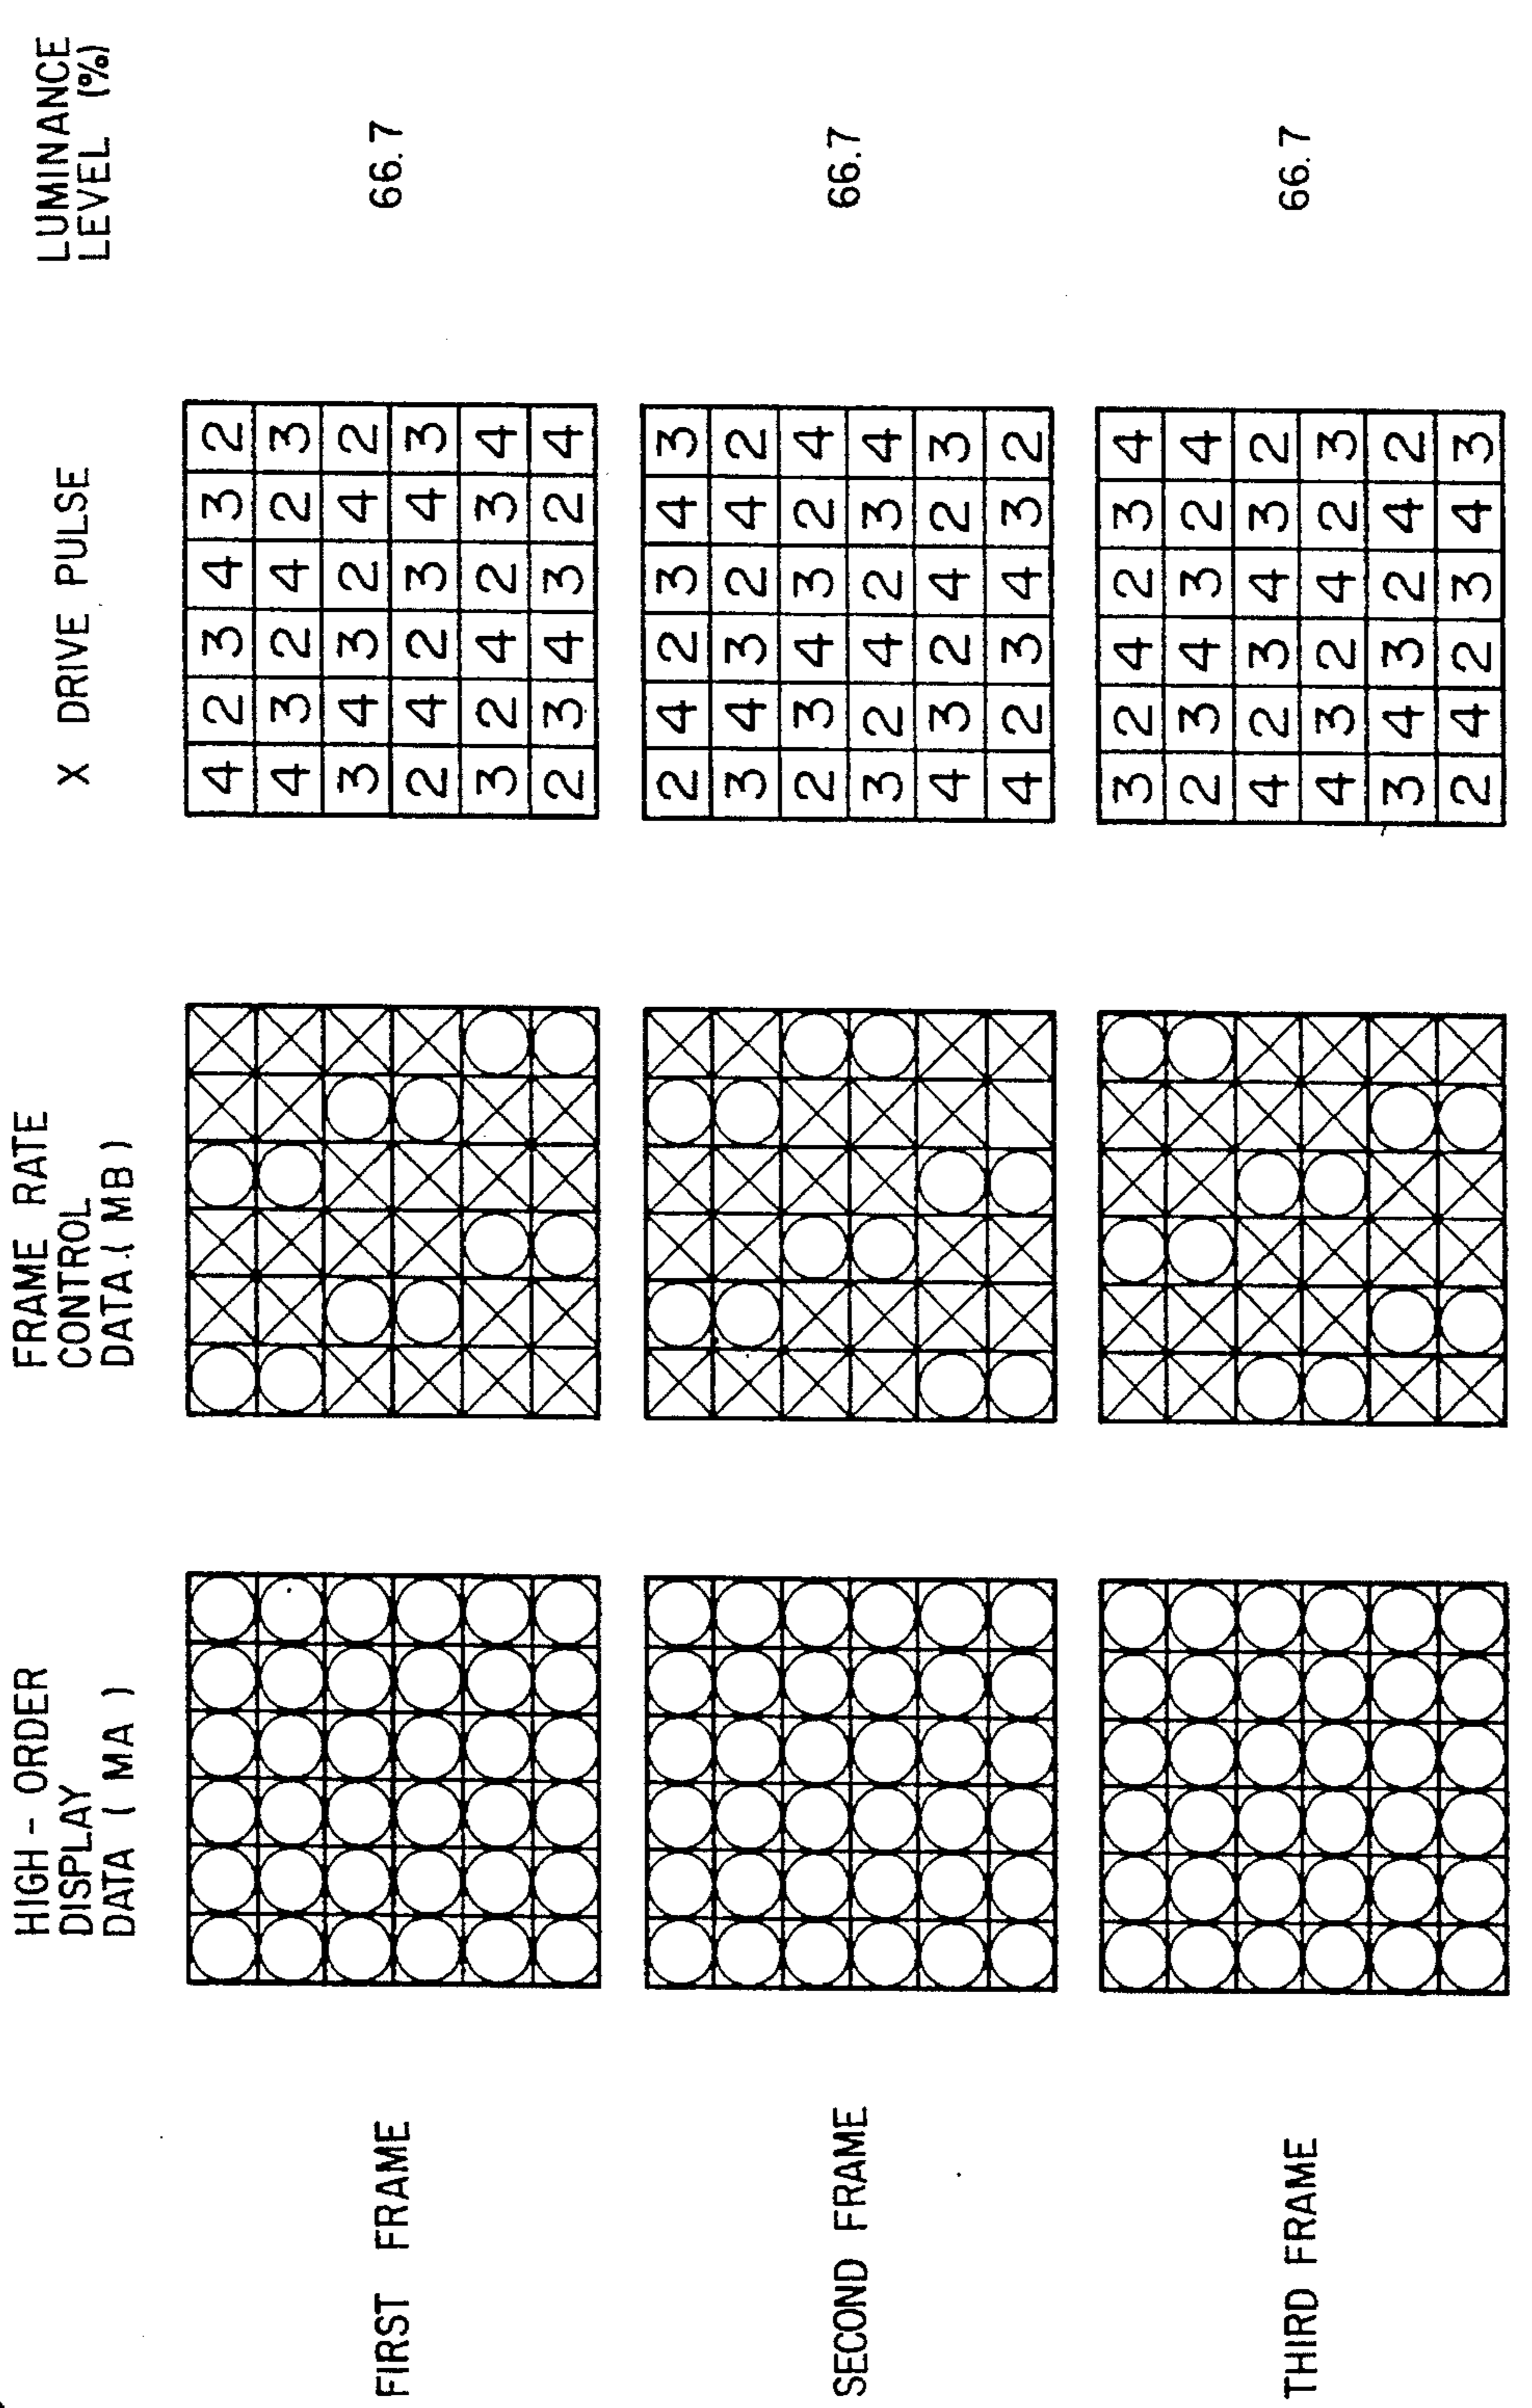 HIGH - ORDER
DISPLAY
DATA ( MA )
FRAME RATE
CONTROL
DATA ( MB )
X DRIVE PULSE
LUMINANCE
LEVEL (%)
FIRST FRAME
4 2 3 4 3 2
4 3 2 4 2 3
3 4 3 2 4 2
2 4 2 3 4 3
3 2 4 2 3 4
2 3 4 3 2 4
66.7
SECOND FRAME
2 4 2 3 4 3
3 4 3 2 4 2
2 3 4 3 2 4
3 2 4 2 3 4
4 3 2 4 2 3
4 2 3 4 3 2
66.7
THIRD FRAME
3 2 4 2 3 4
2 3 4 3 2 4
4 2 3 4 3 2
4 3 2 4 2 3
3 4 3 2 4 2
2 4 2 3 4 3
66.7